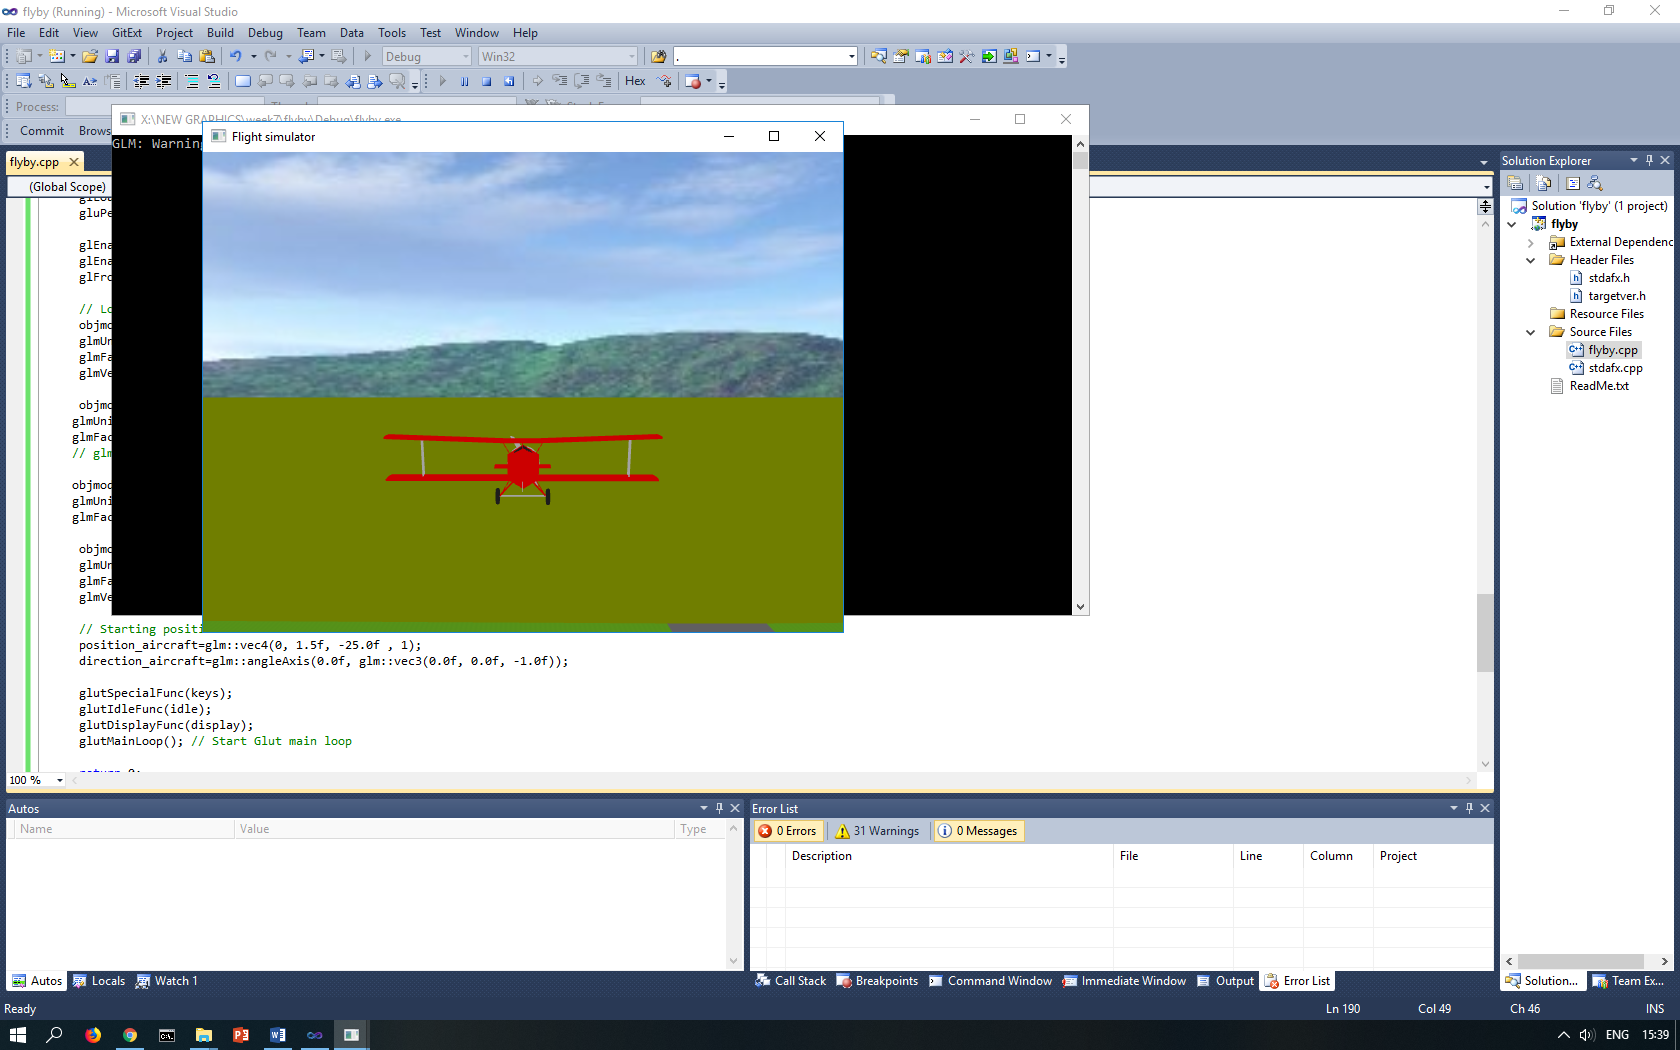 flyby (Running) - Microsoft Visual Studio
File Edit View GitExt Project Build Debug Team Data Tools Test Window Help
Debug Win32 .
Hex
Process:
Commit Brows
X:\NEW GRAPHICS\week7\flyby\Debug\flyby.exe
GLM: Warning
Flight simulator
flyby.cpp
(Global Scope)
gluPe
glEna
glEna
glFro
// Lo
objmo
glmUn
glmFa
glmVe
objmo
glmUni
glmFac
// glm
objmod
glmUni
glmFac
objmo
glmUn
glmFa
glmVe
// Starting positi
position_aircraft=glm::vec4(0, 1.5f, -25.0f , 1);
direction_aircraft=glm::angleAxis(0.0f, glm::vec3(0.0f, 0.0f, -1.0f));
glutSpecialFunc(keys);
glutIdleFunc(idle);
glutDisplayFunc(display);
glutMainLoop(); // Start Glut main loop
100 %
Solution Explorer
Solution 'flyby' (1 project)
flyby
External Dependenc
Header Files
stdafx.h
targetver.h
Resource Files
Source Files
flyby.cpp
stdafx.cpp
ReadMe.txt
Autos
Name Value Type
Autos Locals Watch 1
Error List
0 Errors 31 Warnings 0 Messages
Description File Line Column Project
Call Stack Breakpoints Command Window Immediate Window Output Error List
Solution... Team Ex...
Ready Ln 190 Col 49 Ch 46 INS
ENG 15:39